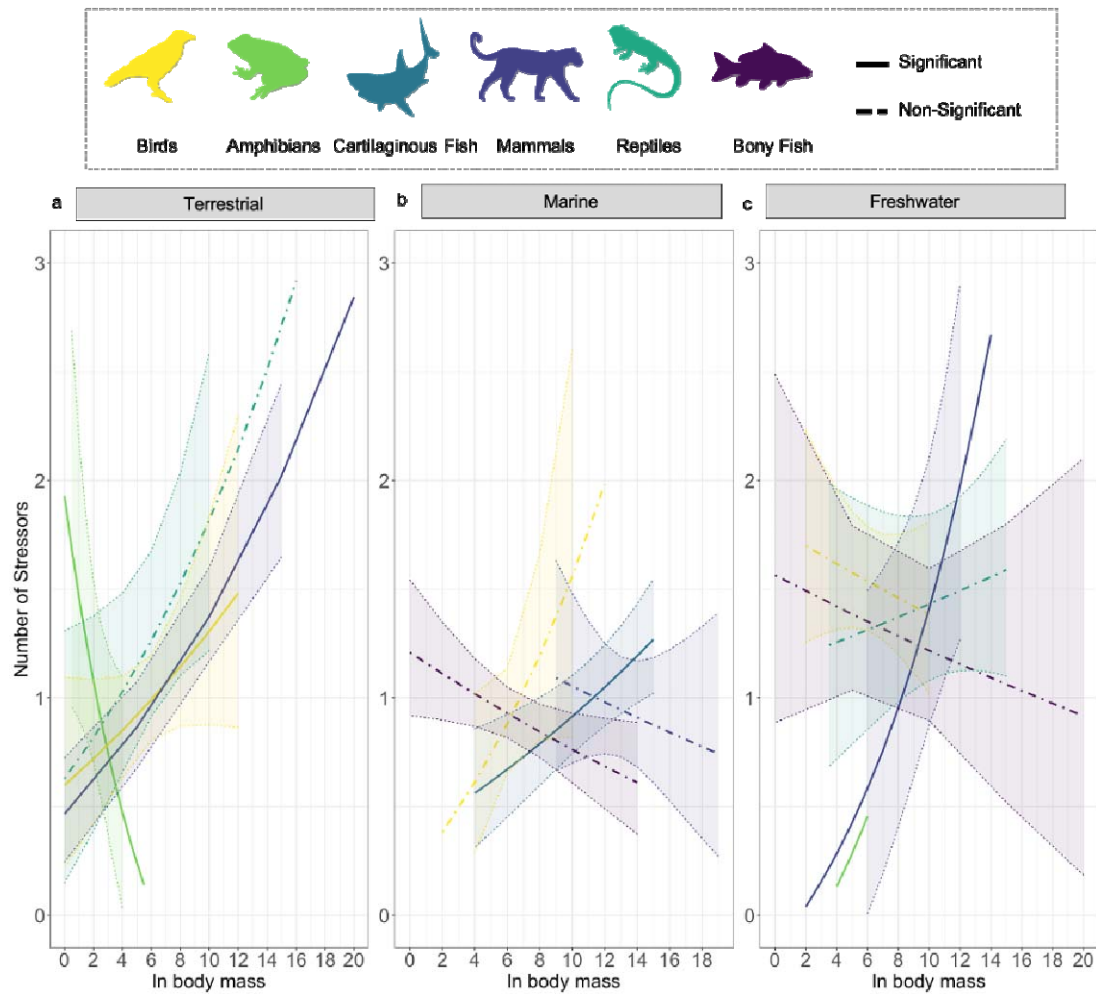 Significant
Non-Significant
Birds Amphibians Cartilaginous Fish Mammals Reptiles Bony Fish
a Terrestrial b Marine c Freshwater
Number of Stressors
3 3 3
2 2 2
1 1 1
0 0 0
0 2 4 6 8 10 12 14 16 18 20 0 2 4 6 8 10 12 14 16 18 0 2 4 6 8 10 12 14 16 18 20
ln body mass ln body mass ln body mass